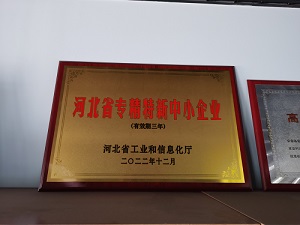 河北省专精特新中小企业
(有效期三年)
河北省工业和信息化厅
二〇二二年十二月
高